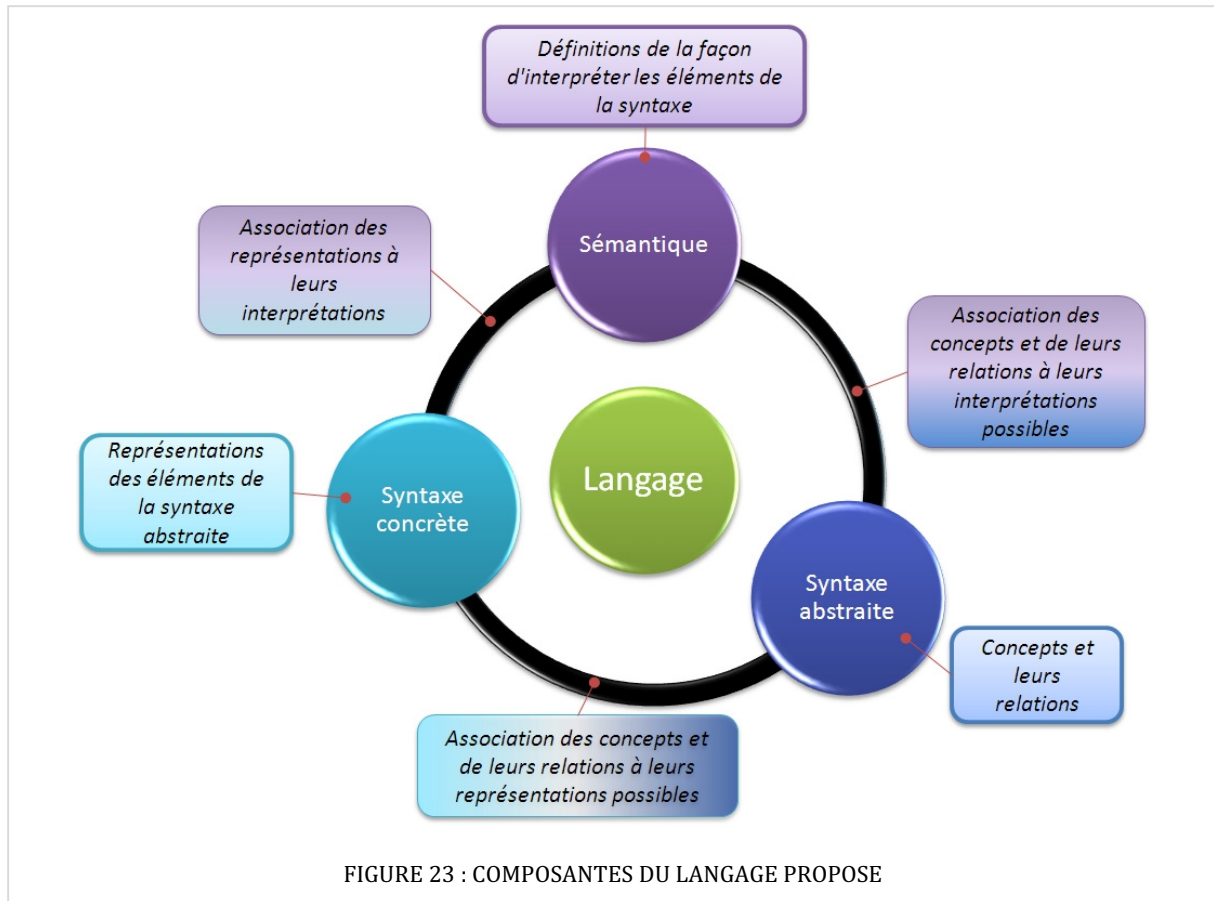 Définitions de la façon
d'interpréter les éléments de
la syntaxe
Sémantique
Association des
représentations à
leurs
interprétations
Association des
concepts et de leurs
relations à leurs
interprétations
possibles
Langage
Représentations
des éléments de
la syntaxe
abstraite
Syntaxe
concrète
Syntaxe
abstraite
Concepts et
leurs
relations
Association des concepts et
de leurs relations à leurs
représentations possibles
FIGURE 23 : COMPOSANTES DU LANGAGE PROPOSE